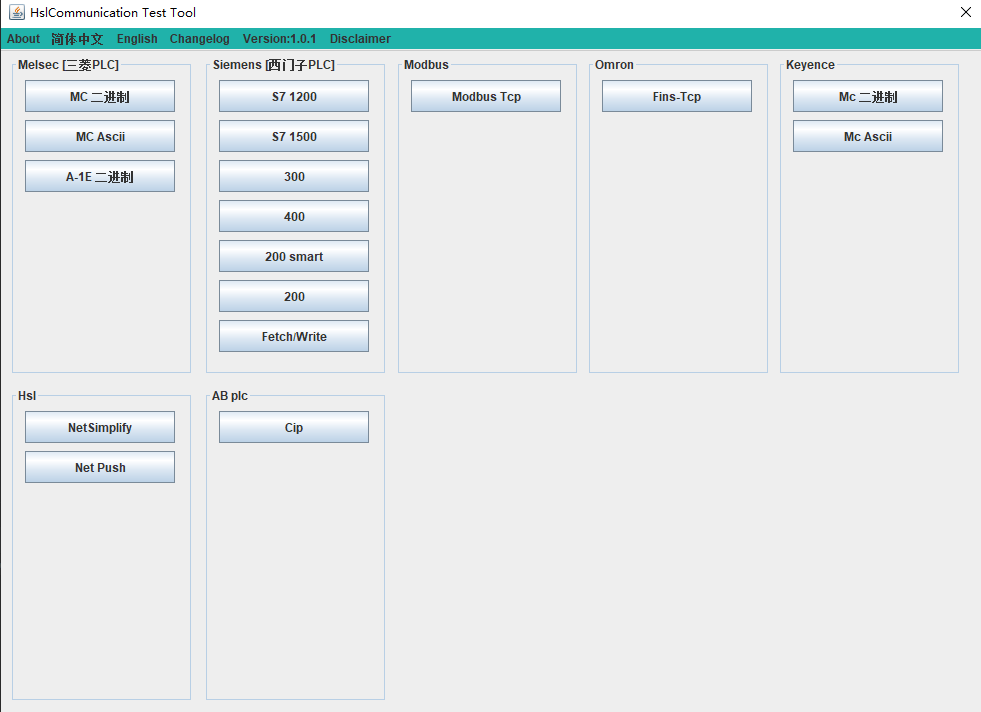 HslCommunication Test Tool
About 简体中文 English Changelog Version:1.0.1 Disclaimer
Melsec [三菱PLC]
MC 二进制
MC Ascii
A-1E 二进制
Siemens [西门子PLC]
S7 1200
S7 1500
300
400
200 smart
200
Fetch/Write
Modbus
Modbus Tcp
Omron
Fins-Tcp
Keyence
Mc 二进制
Mc Ascii
Hsl
NetSimplify
Net Push
AB plc
Cip